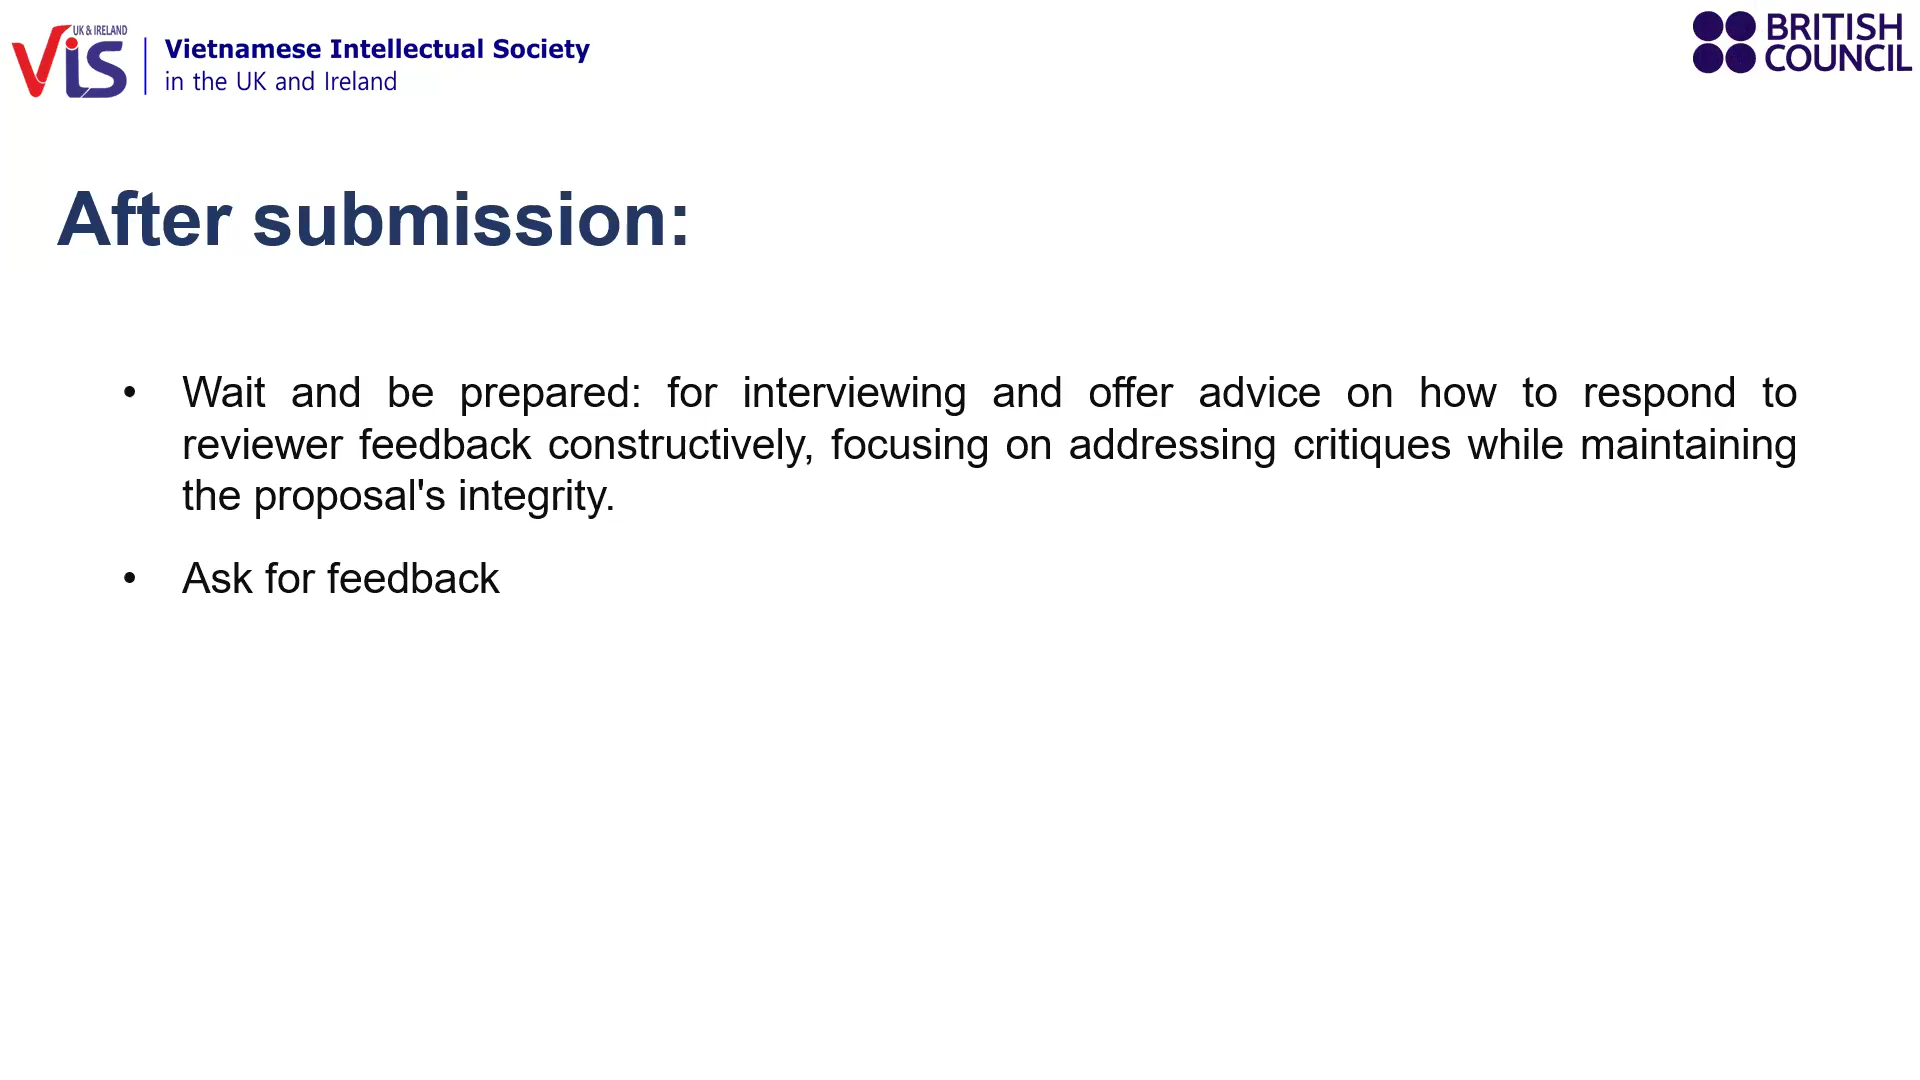 UK & IRELAND
VIS
Vietnamese Intellectual Society
in the UK and Ireland
BRITISH
COUNCIL
After submission:
• Wait and be prepared: for interviewing and offer advice on how to respond to
reviewer feedback constructively, focusing on addressing critiques while maintaining
the proposal's integrity.
• Ask for feedback